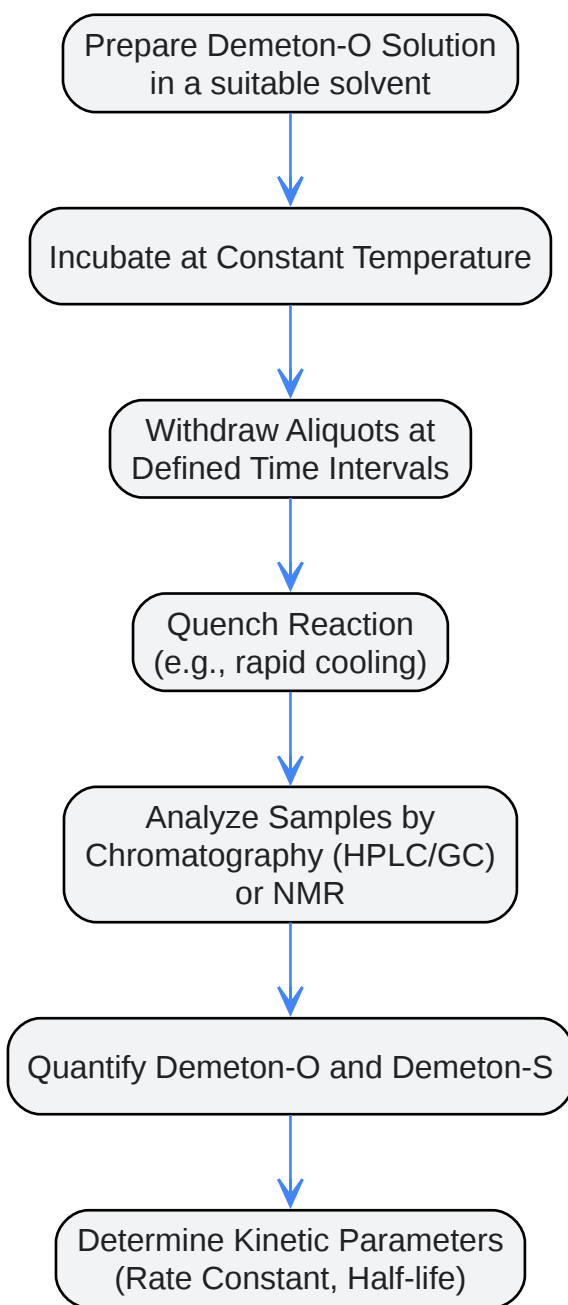 Prepare Demeton-O Solution
in a suitable solvent
Incubate at Constant Temperature
Withdraw Aliquots at
Defined Time Intervals
Quench Reaction
(e.g., rapid cooling)
Analyze Samples by
Chromatography (HPLC/GC)
or NMR
Quantify Demeton-O and Demeton-S
Determine Kinetic Parameters
(Rate Constant, Half-life)